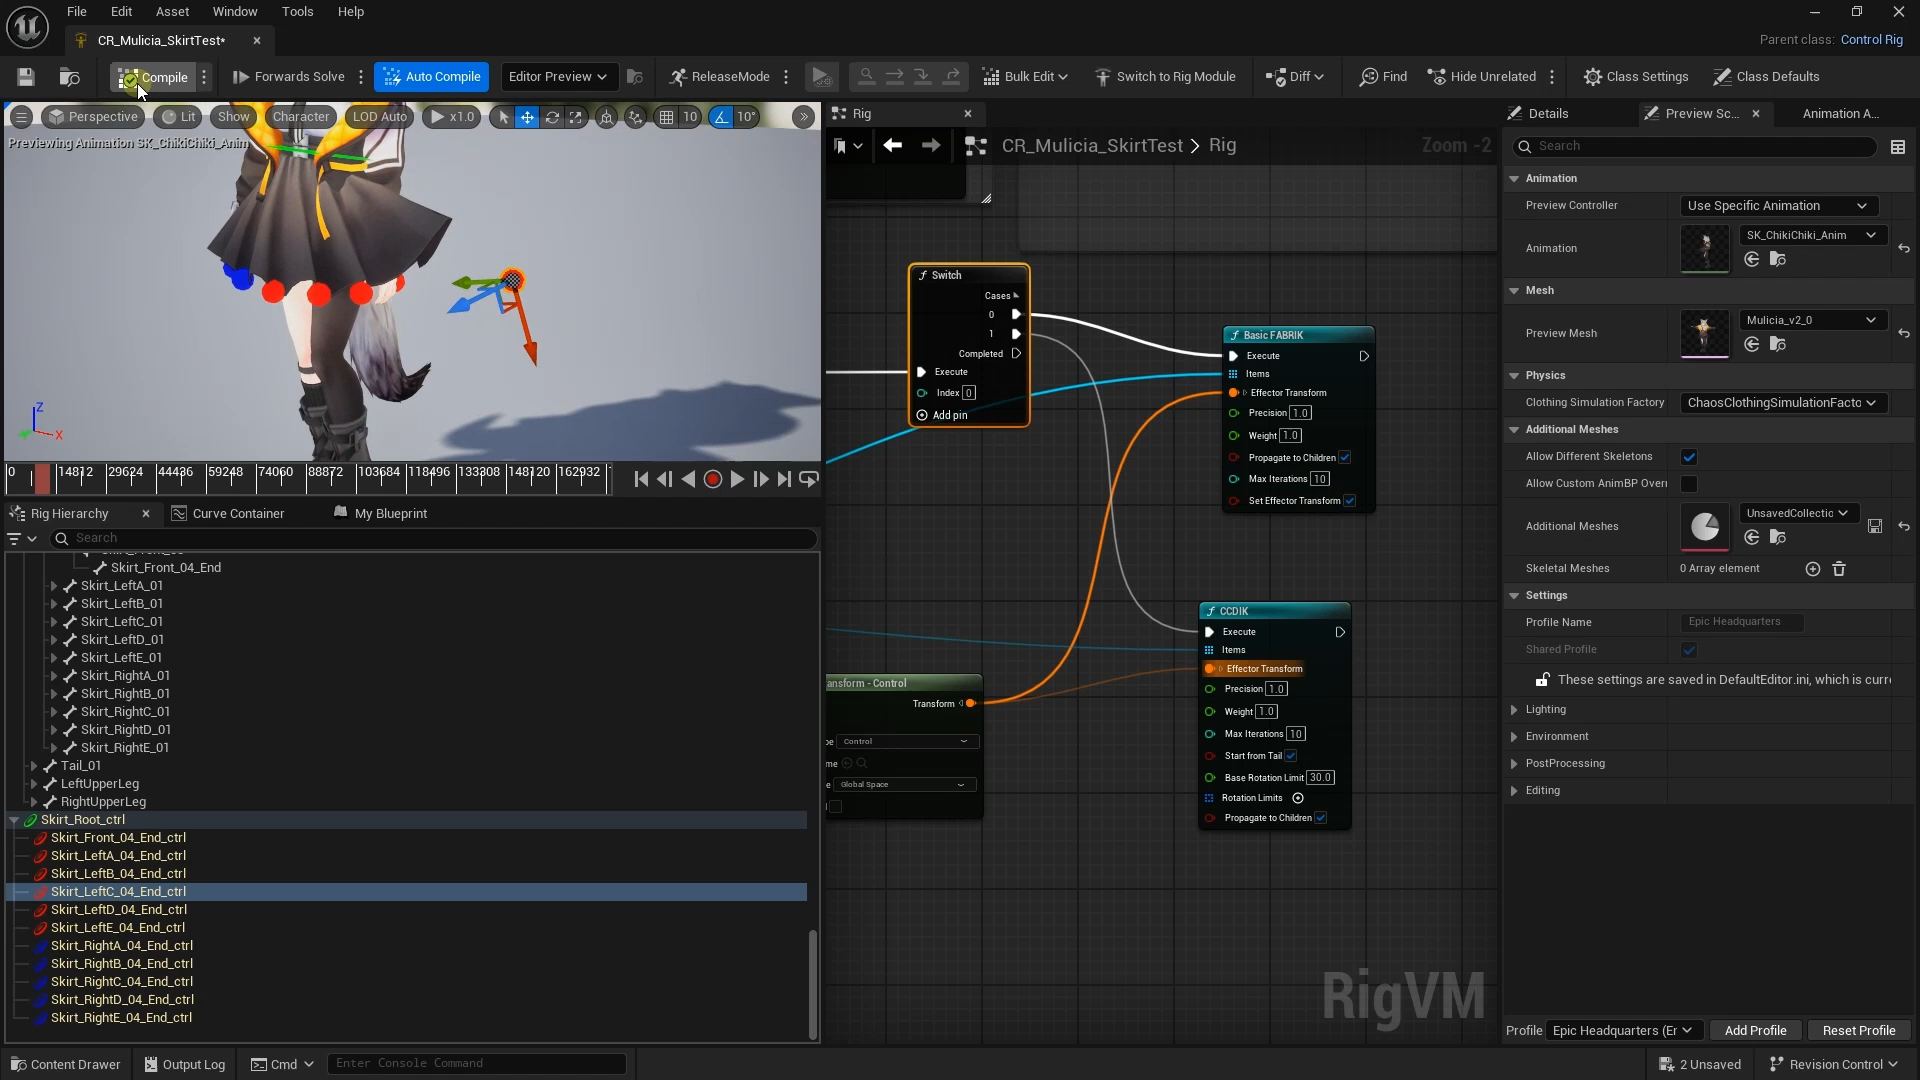 File Edit Asset Window Tools Help
CR_Mulicia_SkirtTest*
Parent class: Control Rig
Compile
Forwards Solve
Auto Compile
Editor Preview
ReleaseMode
Bulk Edit
Switch to Rig Module
Diff
Find
Hide Unrelated
Class Settings
Class Defaults
Perspective Lit Show Character LOD Auto x1.0 10 10°
Previewing Animation SK_ChikiChiki_Anim
0 14812 29624 44436 59248 74060 88872 103684 118496 133308 148120 162932
Rig Hierarchy
Curve Container
My Blueprint
Search
Skirt_Front_04_End
Skirt_LeftA_01
Skirt_LeftB_01
Skirt_LeftC_01
Skirt_LeftD_01
Skirt_LeftE_01
Skirt_RightA_01
Skirt_RightB_01
Skirt_RightC_01
Skirt_RightD_01
Skirt_RightE_01
Tail_01
LeftUpperLeg
RightUpperLeg
Skirt_Root_ctrl
Skirt_Front_04_End_ctrl
Skirt_LeftA_04_End_ctrl
Skirt_LeftB_04_End_ctrl
Skirt_LeftC_04_End_ctrl
Skirt_LeftD_04_End_ctrl
Skirt_LeftE_04_End_ctrl
Skirt_RightA_04_End_ctrl
Skirt_RightB_04_End_ctrl
Skirt_RightC_04_End_ctrl
Skirt_RightD_04_End_ctrl
Skirt_RightE_04_End_ctrl
Rig
CR_Mulicia_SkirtTest > Rig
Zoom -2
Switch
Cases
0
1
Completed
Execute
Index 0
Add pin
Basic FABRIK
Execute
Items
Effector Transform
Precision 1.0
Weight 1.0
Propagate to Children
Max Iterations 10
Set Effector Transform
ansform - Control
Transform
Control
me
Global Space
CCDIK
Execute
Items
Effector Transform
Precision 1.0
Weight 1.0
Max Iterations 10
Start from Tail
Base Rotation Limit 30.0
Rotation Limits
Propagate to Children
RigVM
Details
Preview Sc...
Animation A...
Search
Animation
Preview Controller Use Specific Animation
Animation SK_ChikiChiki_Anim
Mesh
Preview Mesh Mulicia_v2_0
Physics
Clothing Simulation Factory ChaosClothingSimulationFacto
Additional Meshes
Allow Different Skeletons
Allow Custom AnimBP Overr
Additional Meshes UnsavedCollectic
Skeletal Meshes 0 Array element
Settings
Profile Name Epic Headquarters
Shared Profile
These settings are saved in DefaultEditor.ini, which is curre
Lighting
Environment
PostProcessing
Editing
Profile Epic Headquarters (Er Add Profile Reset Profile
Content Drawer
Output Log
Cmd
Enter Console Command
2 Unsaved
Revision Control